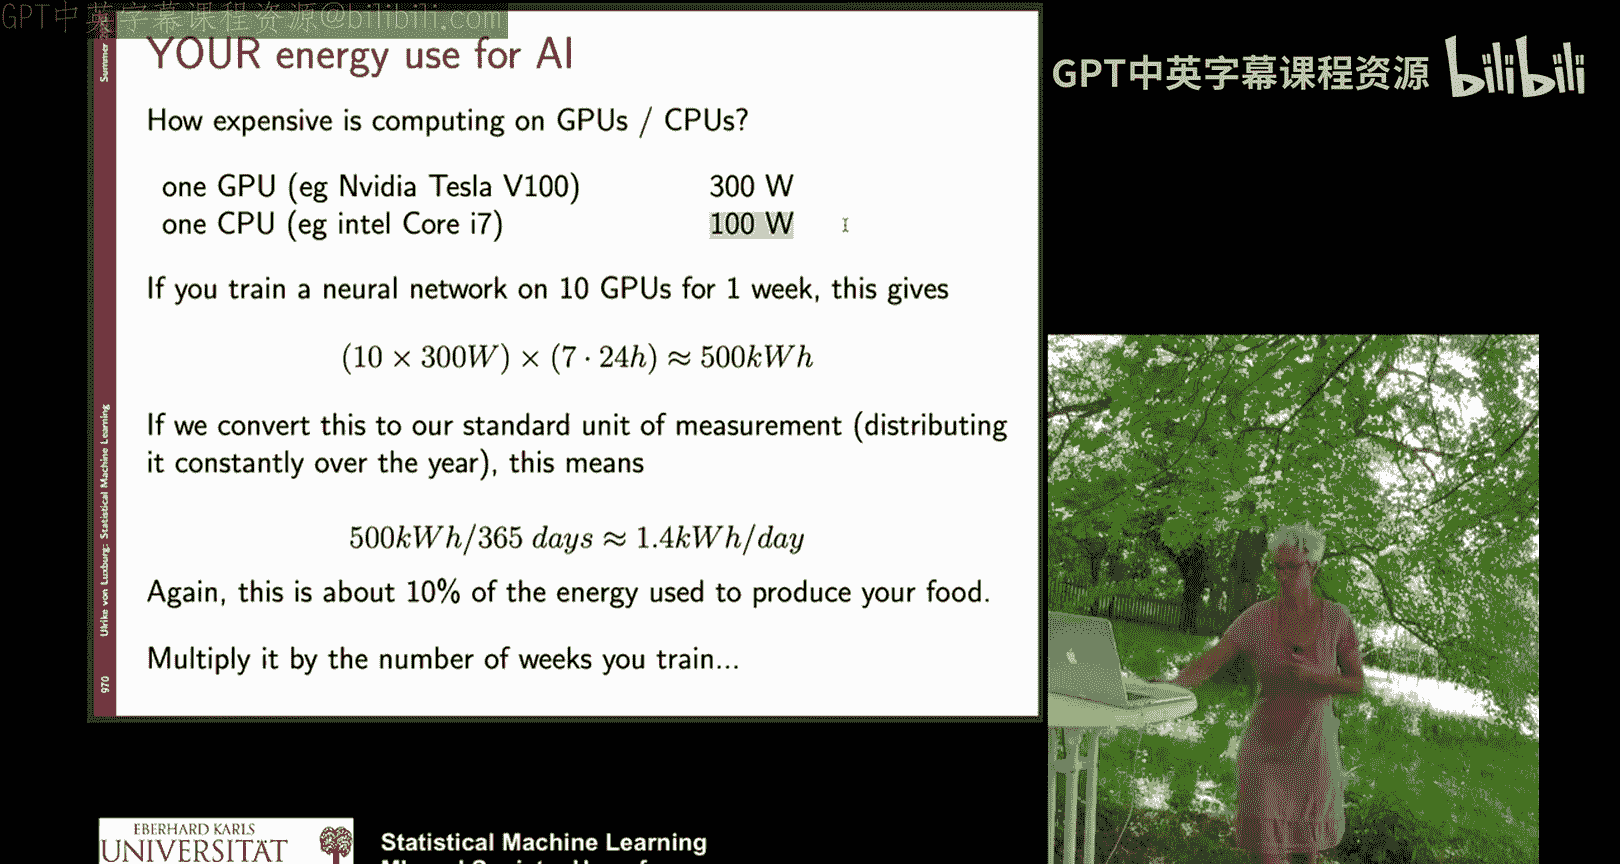 GPT中英字幕课程资源@bilibili.com
GPT中英字幕课程资源 bilibili
Summer
YOUR energy use for AI
How expensive is computing on GPUs / CPUs?
one GPU (eg Nvidia Tesla V100) 300 W
one CPU (eg intel Core i7) 100 W
If you train a neural network on 10 GPUs for 1 week, this gives
(10 × 300W) × (7 · 24h) ≈ 500kWh
If we convert this to our standard unit of measurement (distributing
it constantly over the year), this means
500kWh/365 days ≈ 1.4kWh/day
Again, this is about 10% of the energy used to produce your food.
Multiply it by the number of weeks you train...
Ulrike von Luxburg: Statistical Machine Learning
970
EBERHARD KARLS
UNIVERSITÄT
Statistical Machine Learning